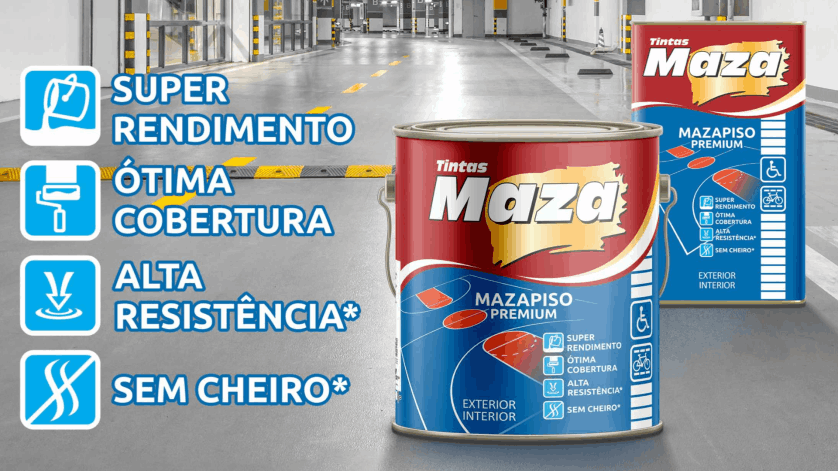 SUPER
RENDIMENTO
ÓTIMA
COBERTURA
ALTA
RESISTÊNCIA*
SEM CHEIRO*
Tintas
Maza
MAZAPISO
PREMIUM
SUPER
RENDIMENTO
ÓTIMA
COBERTURA
ALTA
RESISTÊNCIA*
SEM CHEIRO*
EXTERIOR
INTERIOR
Tintas
Maza
MAZAPISO
PREMIUM
SUPER
RENDIMENTO
ÓTIMA
COBERTURA
ALTA
RESISTÊNCIA*
SEM CHEIRO*
EXTERIOR
INTERIOR